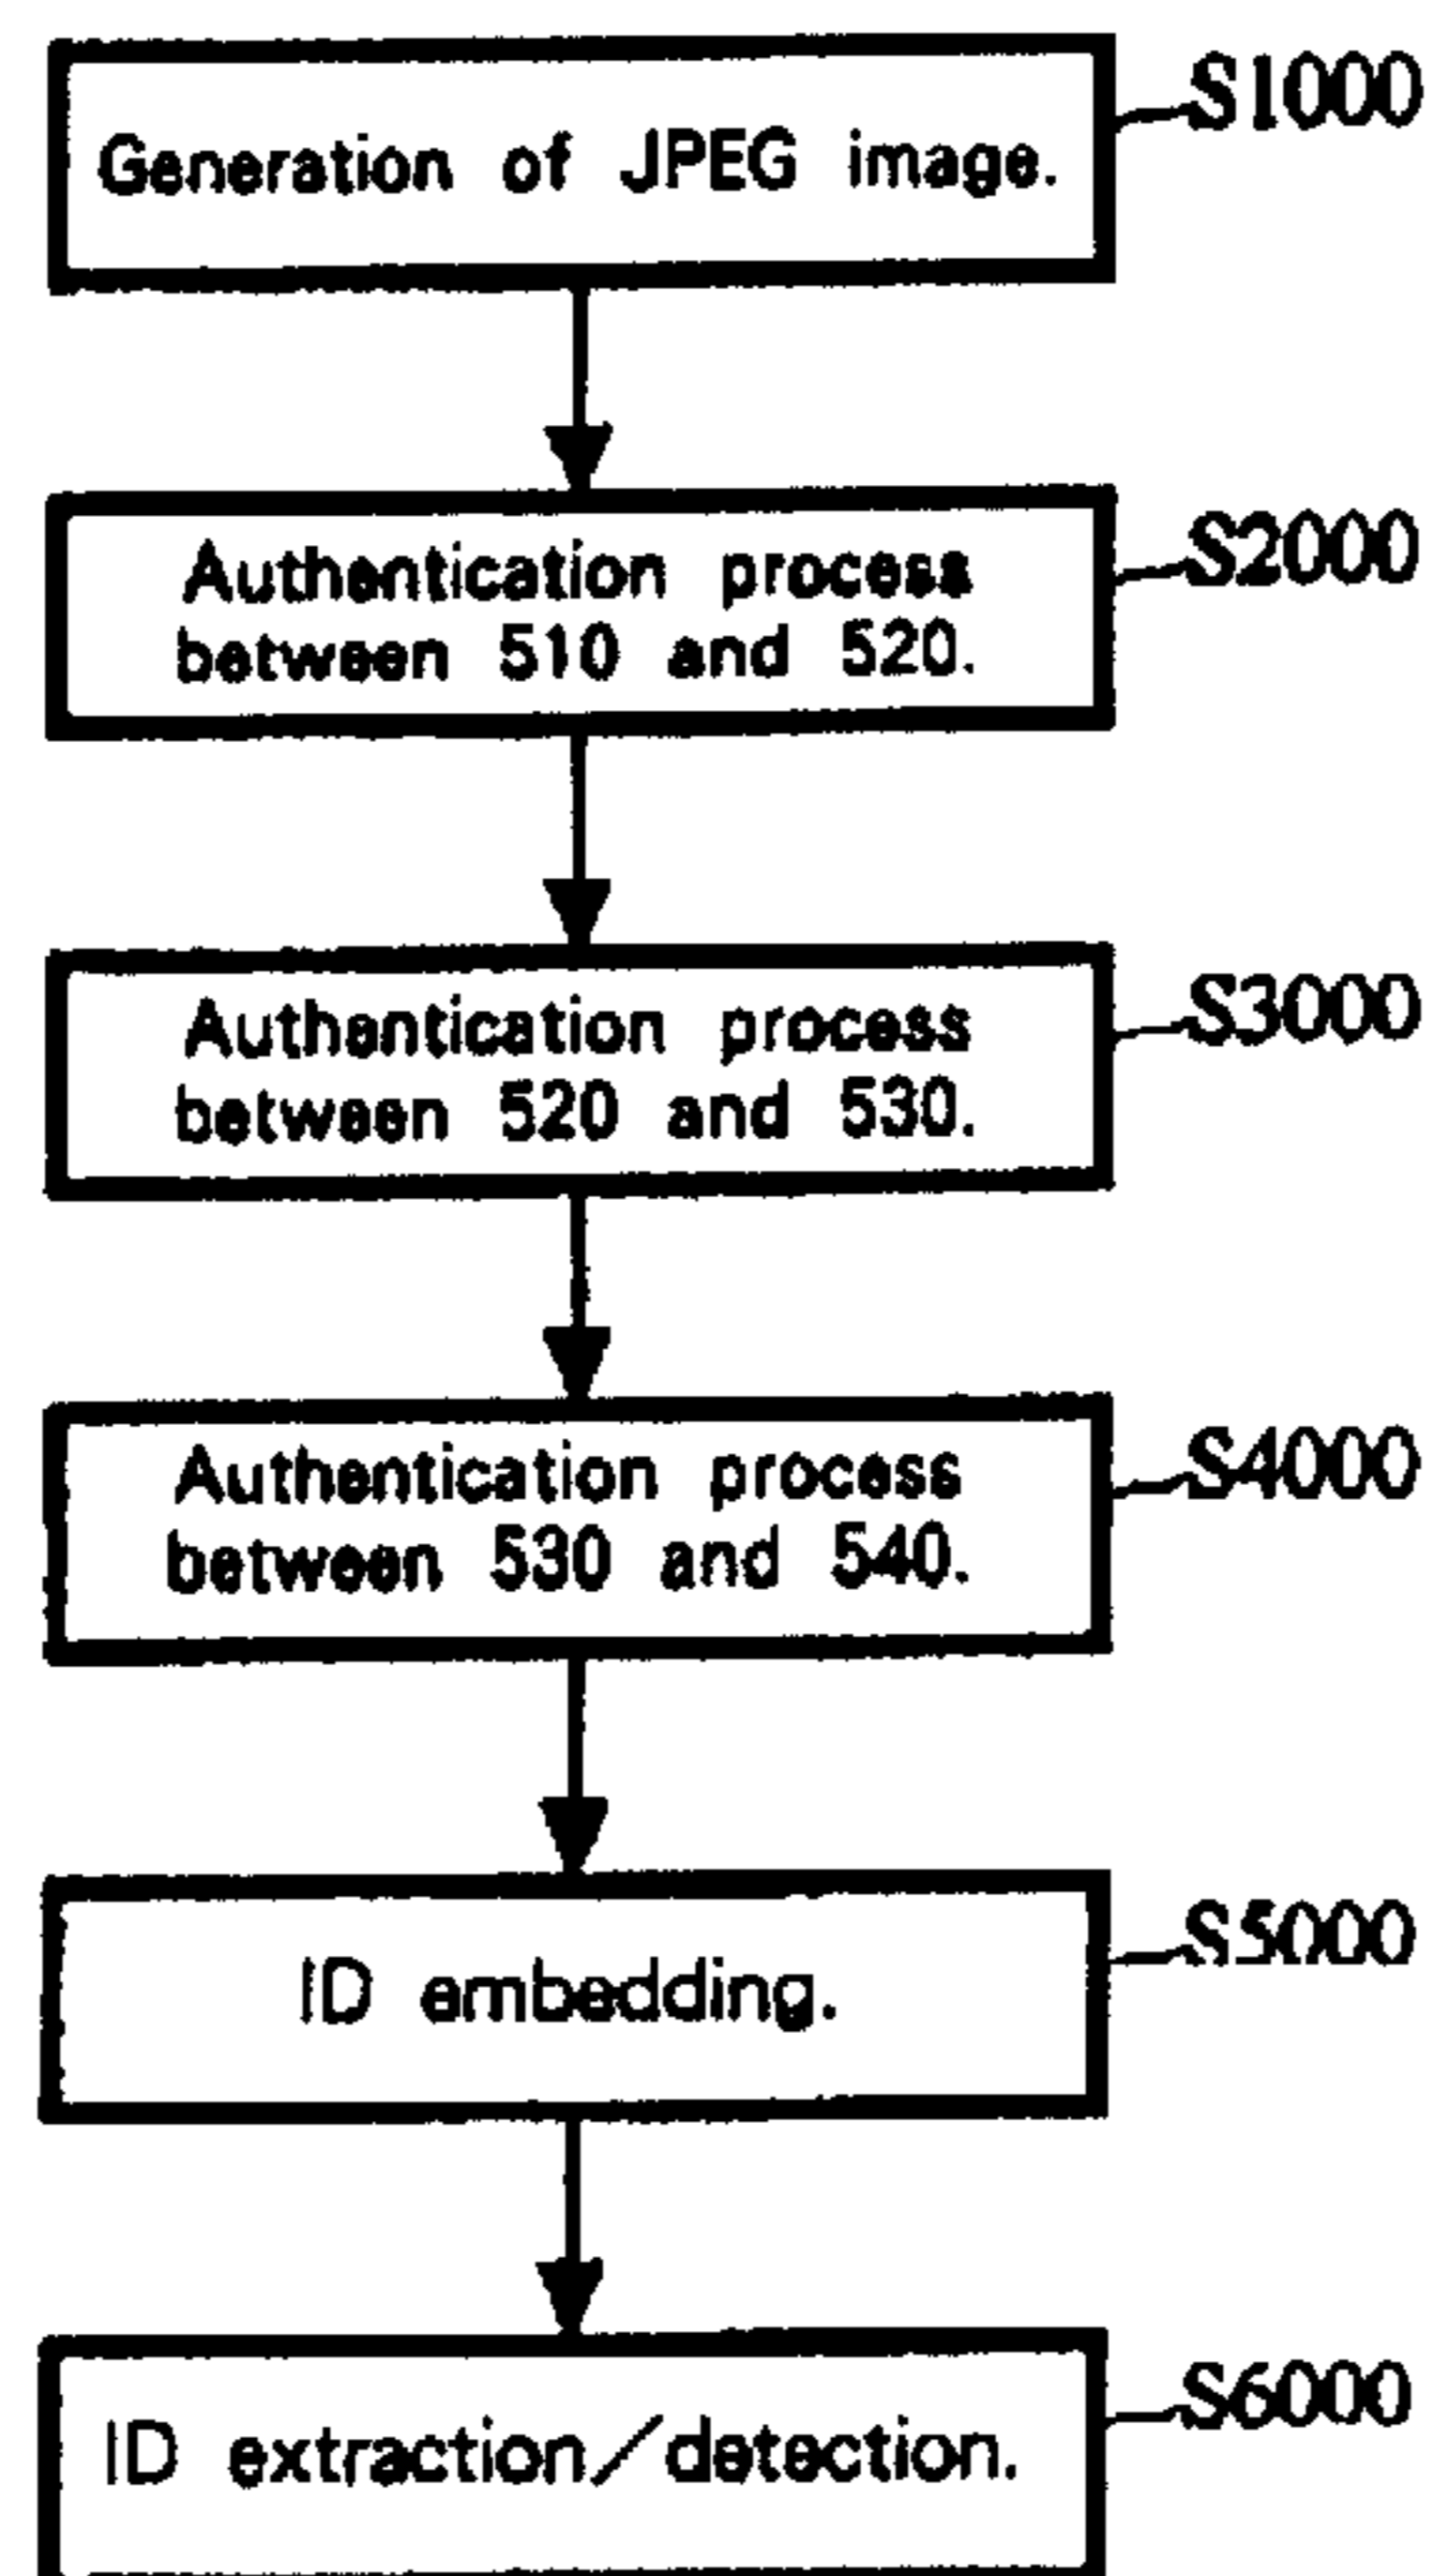 Generation of JPEG image.
S1000
Authentication process
between 510 and 520.
S2000
Authentication process
between 520 and 530.
S3000
Authentication process
between 530 and 540.
S4000
ID embedding.
S5000
ID extraction/detection.
S6000